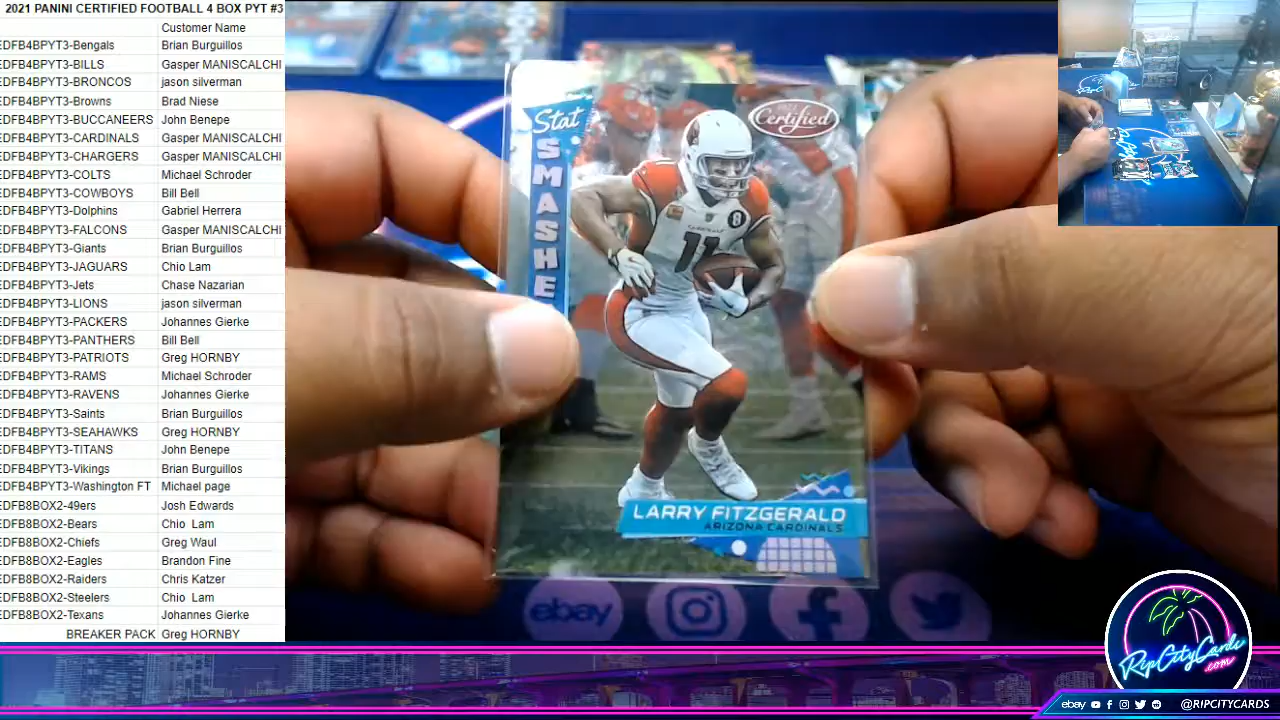 2021 PANINI CERTIFIED FOOTBALL 4 BOX PYT #3
Customer Name
EDFB4BPYT3-Bengals Brian Burguillos
EDFB4BPYT3-BILLS Gasper MANISCALCHI
EDFB4BPYT3-BRONCOS jason silverman
EDFB4BPYT3-Browns Brad Niese
EDFB4BPYT3-BUCCANEERS John Benepe
EDFB4BPYT3-CARDINALS Gasper MANISCALCHI
EDFB4BPYT3-CHARGERS Gasper MANISCALCHI
EDFB4BPYT3-COLTS Michael Schroder
EDFB4BPYT3-COWBOYS Bill Bell
EDFB4BPYT3-Dolphins Gabriel Herrera
EDFB4BPYT3-FALCONS Gasper MANISCALCHI
EDFB4BPYT3-Giants Brian Burguillos
EDFB4BPYT3-JAGUARS Chio Lam
EDFB4BPYT3-Jets Chase Nazarian
EDFB4BPYT3-LIONS jason silverman
EDFB4BPYT3-PACKERS Johannes Gierke
EDFB4BPYT3-PANTHERS Bill Bell
EDFB4BPYT3-PATRIOTS Greg HORNBY
EDFB4BPYT3-RAMS Michael Schroder
EDFB4BPYT3-RAVENS Johannes Gierke
EDFB4BPYT3-Saints Brian Burguillos
EDFB4BPYT3-SEAHAWKS Greg HORNBY
EDFB4BPYT3-TITANS John Benepe
EDFB4BPYT3-Vikings Brian Burguillos
EDFB4BPYT3-Washington FT Michael page
EDFB8BOX2-49ers Josh Edwards
EDFB8BOX2-Bears Chio Lam
EDFB8BOX2-Chiefs Greg Waul
EDFB8BOX2-Eagles Brandon Fine
EDFB8BOX2-Raiders Chris Katzer
EDFB8BOX2-Steelers Chio Lam
EDFB8BOX2-Texans Johannes Gierke
BREAKER PACK Greg HORNBY
Stat
SMASHE
2021
Certified
CARDINALS
8
11
LARRY FITZGERALD
ARIZONA CARDINALS
ebay
RipCityCards
.com
ebay @RIPCITYCARDS